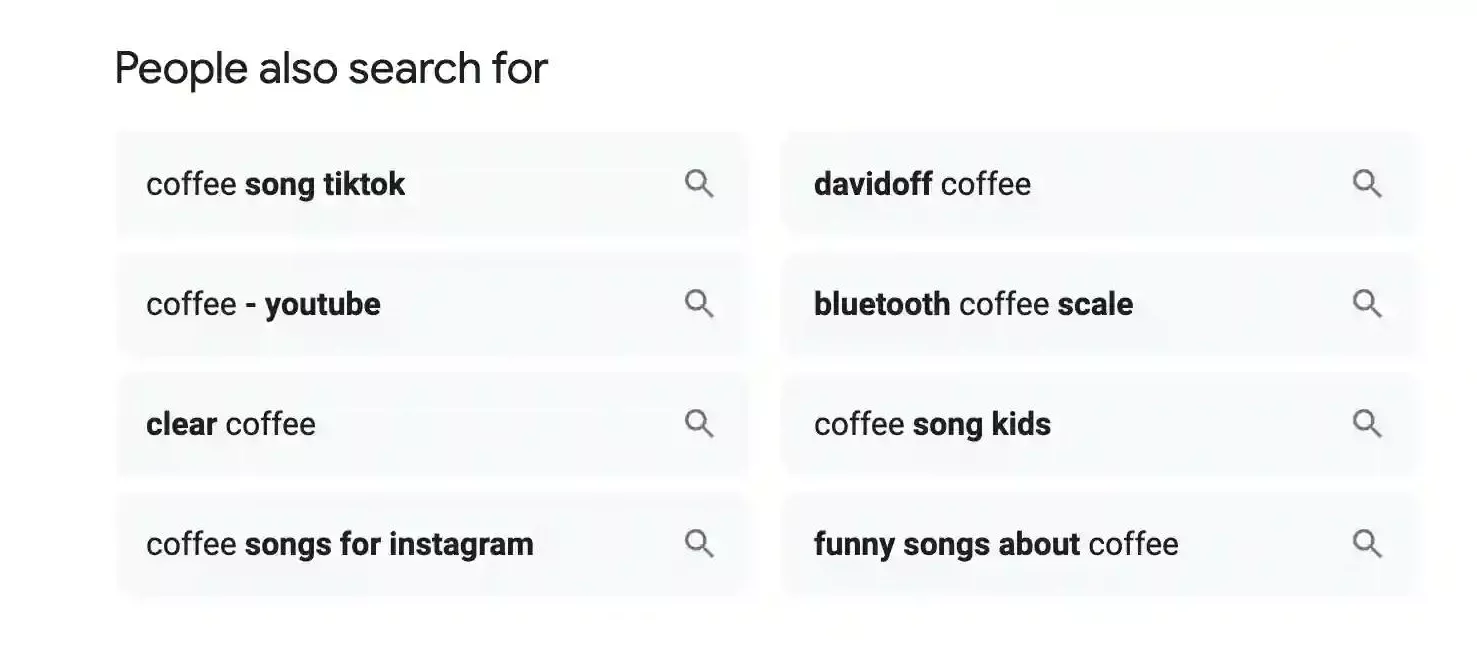 People also search for
coffee song tiktok
davidoff coffee
coffee - youtube
bluetooth coffee scale
clear coffee
coffee song kids
coffee songs for instagram
funny songs about coffee